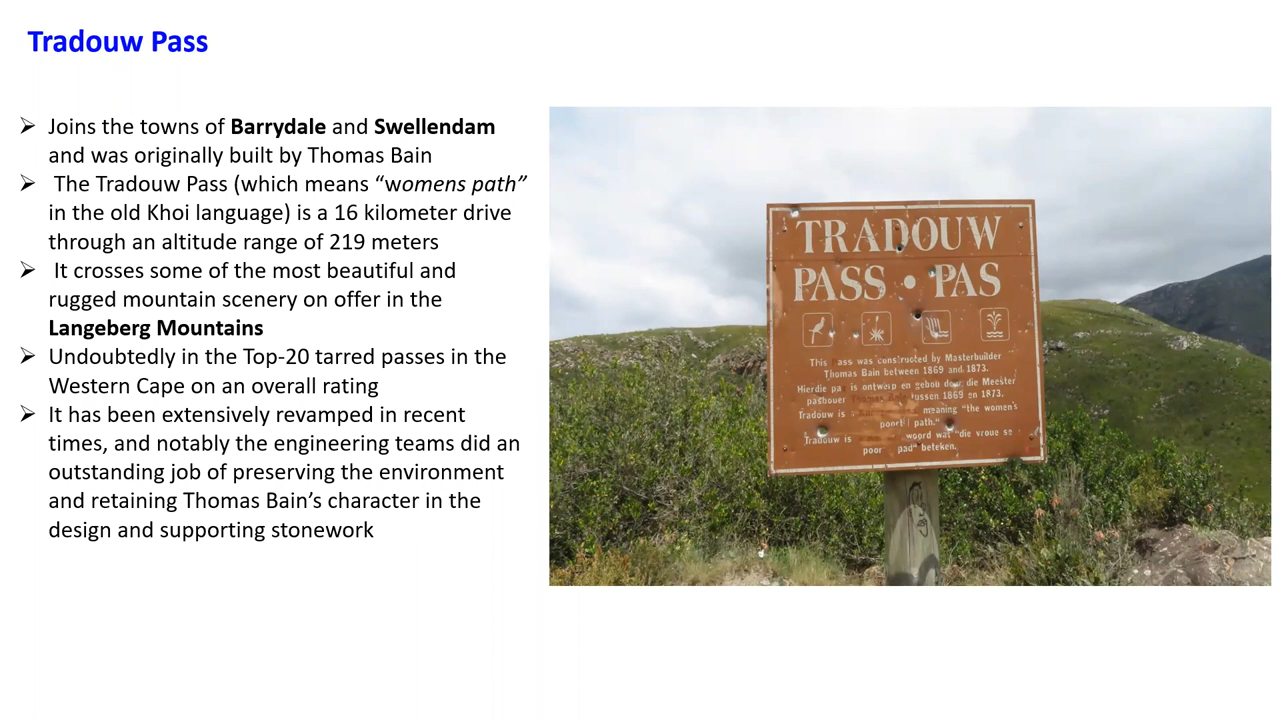 Tradouw Pass
➢ Joins the towns of Barrydale and Swellendam
and was originally built by Thomas Bain
➢ The Tradouw Pass (which means “womens path”
in the old Khoi language) is a 16 kilometer drive
through an altitude range of 219 meters
➢ It crosses some of the most beautiful and
rugged mountain scenery on offer in the
Langeberg Mountains
➢ Undoubtedly in the Top-20 tarred passes in the
Western Cape on an overall rating
➢ It has been extensively revamped in recent
times, and notably the engineering teams did an
outstanding job of preserving the environment
and retaining Thomas Bain’s character in the
design and supporting stonework
TRADOUW
PASS • PAS
This ass was constructed by Masterbuilder
Thomas Bain between 1869 and 1873.
Hierdie pa is ontwerp en gebou deur die Meester
pasbouer Thomas Bain tussen 1869 en 1873.
Tradouw is a meaning “the women's
poort path.”
Tradouw is woord wat “die vroue se
poor pad” beteken.